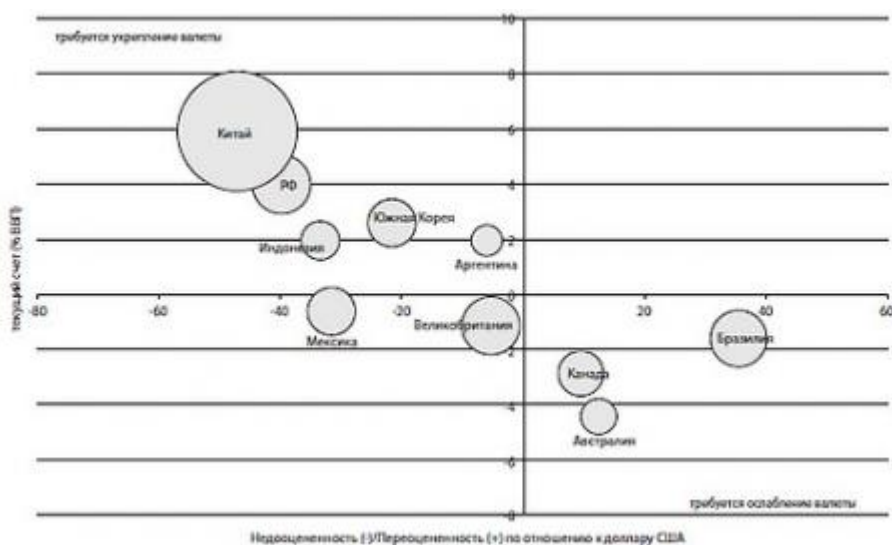 10
требуется укрепление валюты
8
Китай
6
РФ
4
Южная Корея
Индонезия
2
Аргентина
текущий счет (% ВВП)
0
-80
-60
-40
-20
20
40
60
Великобритания
Бразилия
Мексика
-2
Канада
-4
Австралия
-6
требуется ослабление валюты
-8
Недооцененность (-)/Переоцененность (+) по отношению к доллару США